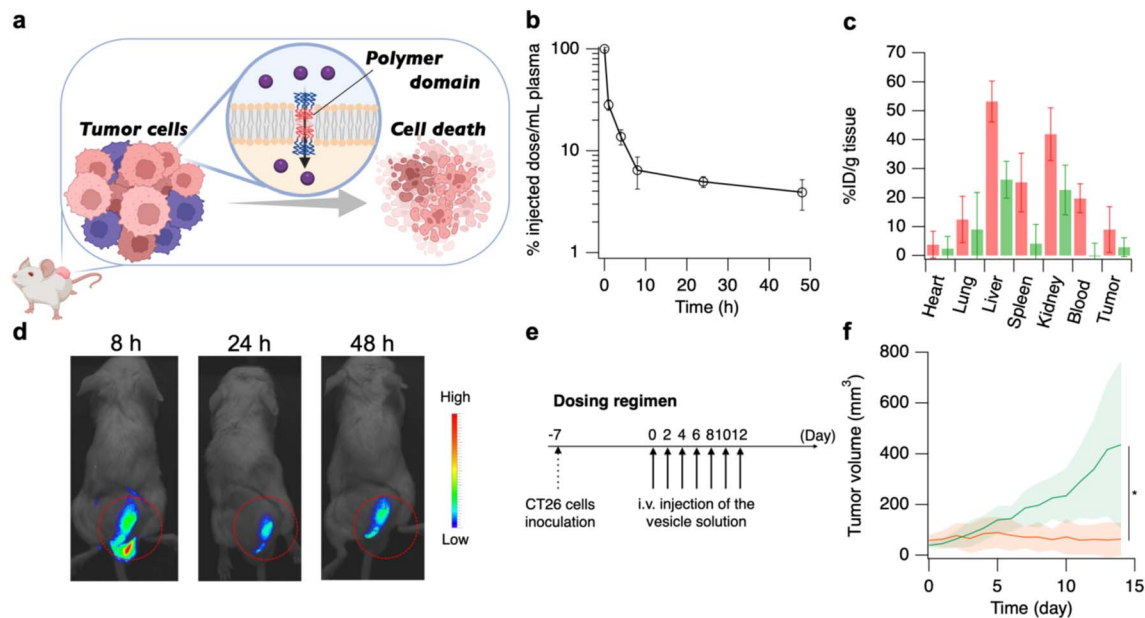 a
Polymer
domain
Tumor cells
Cell death
b
100
10
1
% injected dose/mL plasma
0 10 20 30 40 50
Time (h)
c
70
60
50
40
30
20
10
0
%ID/g tissue
Heart
Lung
Liver
Spleen
Kidney
Blood
Tumor
d
8 h 24 h 48 h
High
Low
e
Dosing regimen
-7 0 2 4 6 8 10 12 (Day)
CT26 cells
inoculation
i.v. injection of the
vesicle solution
f
800
600
400
200
0
Tumor volume (mm³)
*
0 5 10 15
Time (day)